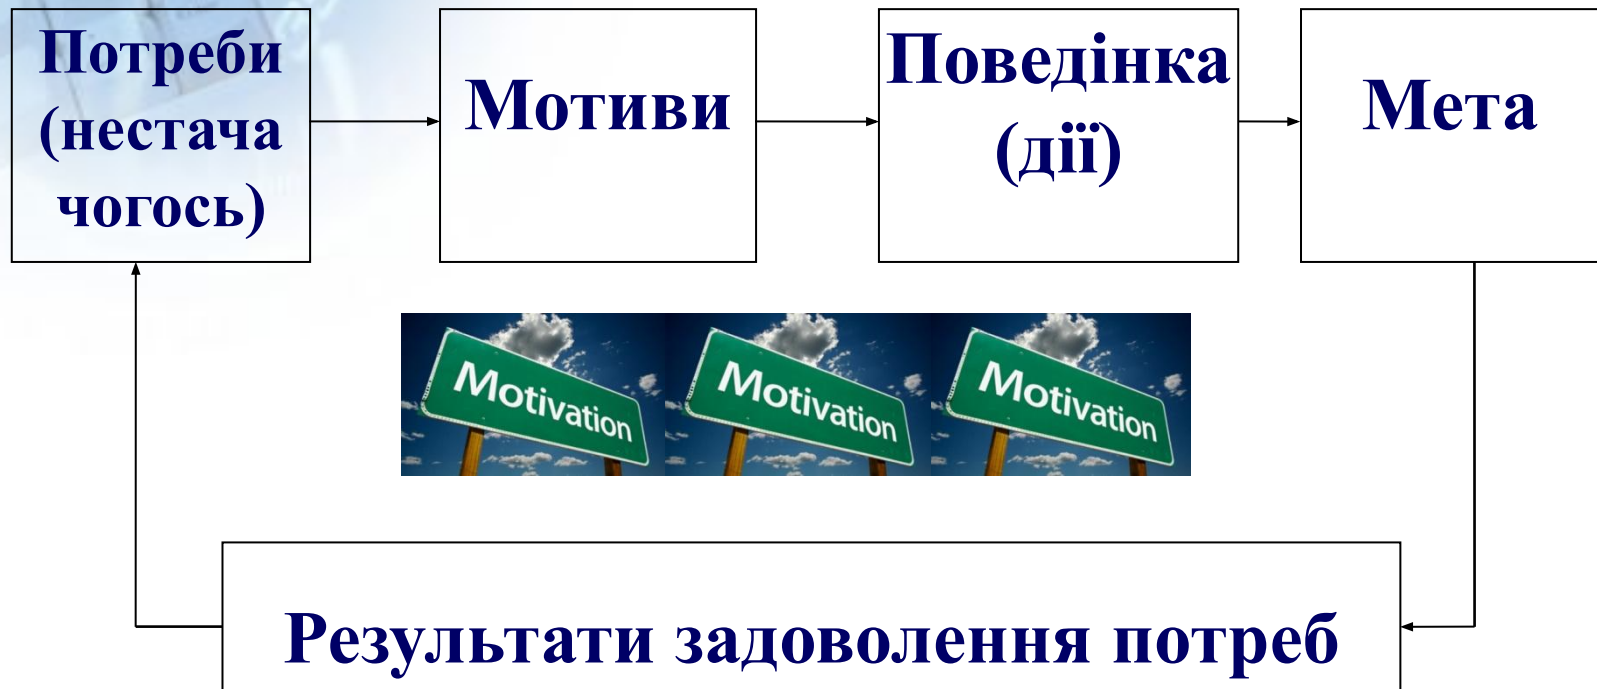 Потреби
(нестача
чогось)
Мотиви
Поведінка
(дії)
Мета
Motivation
Motivation
Motivation
Результати задоволення потреб